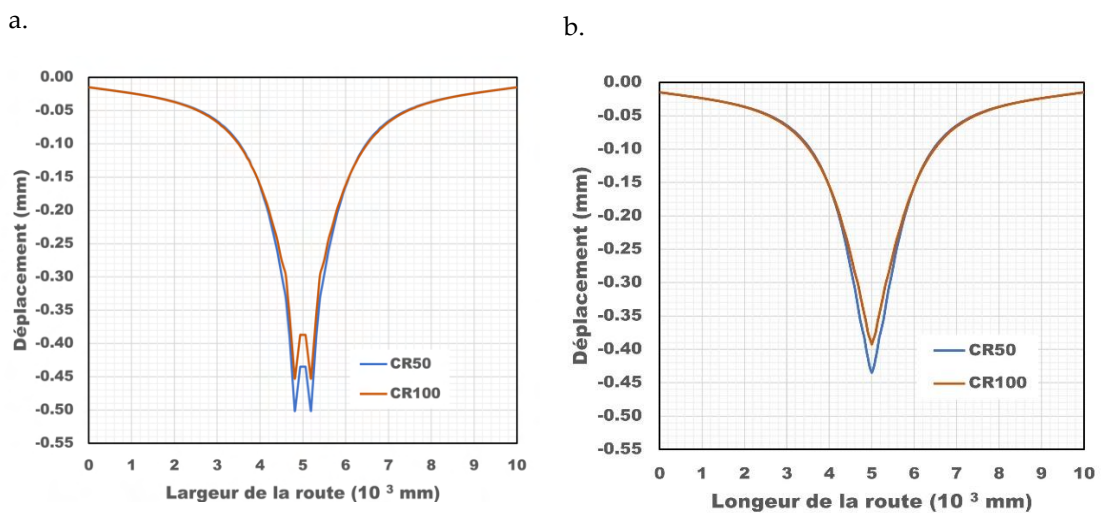 a.
b.
0.00
-0.05
-0.10
-0.15
-0.20
-0.25
-0.30
-0.35
-0.40
-0.45
-0.50
-0.55
Déplacement (mm)
CR50
CR100
0 1 2 3 4 5 6 7 8 9 10
Largeur de la route (10 ³ mm)
0.00
-0.05
-0.10
-0.15
-0.20
-0.25
-0.30
-0.35
-0.40
-0.45
-0.50
-0.55
Déplacement (mm)
CR50
CR100
0 1 2 3 4 5 6 7 8 9 10
Longeur de la route (10 ³ mm)